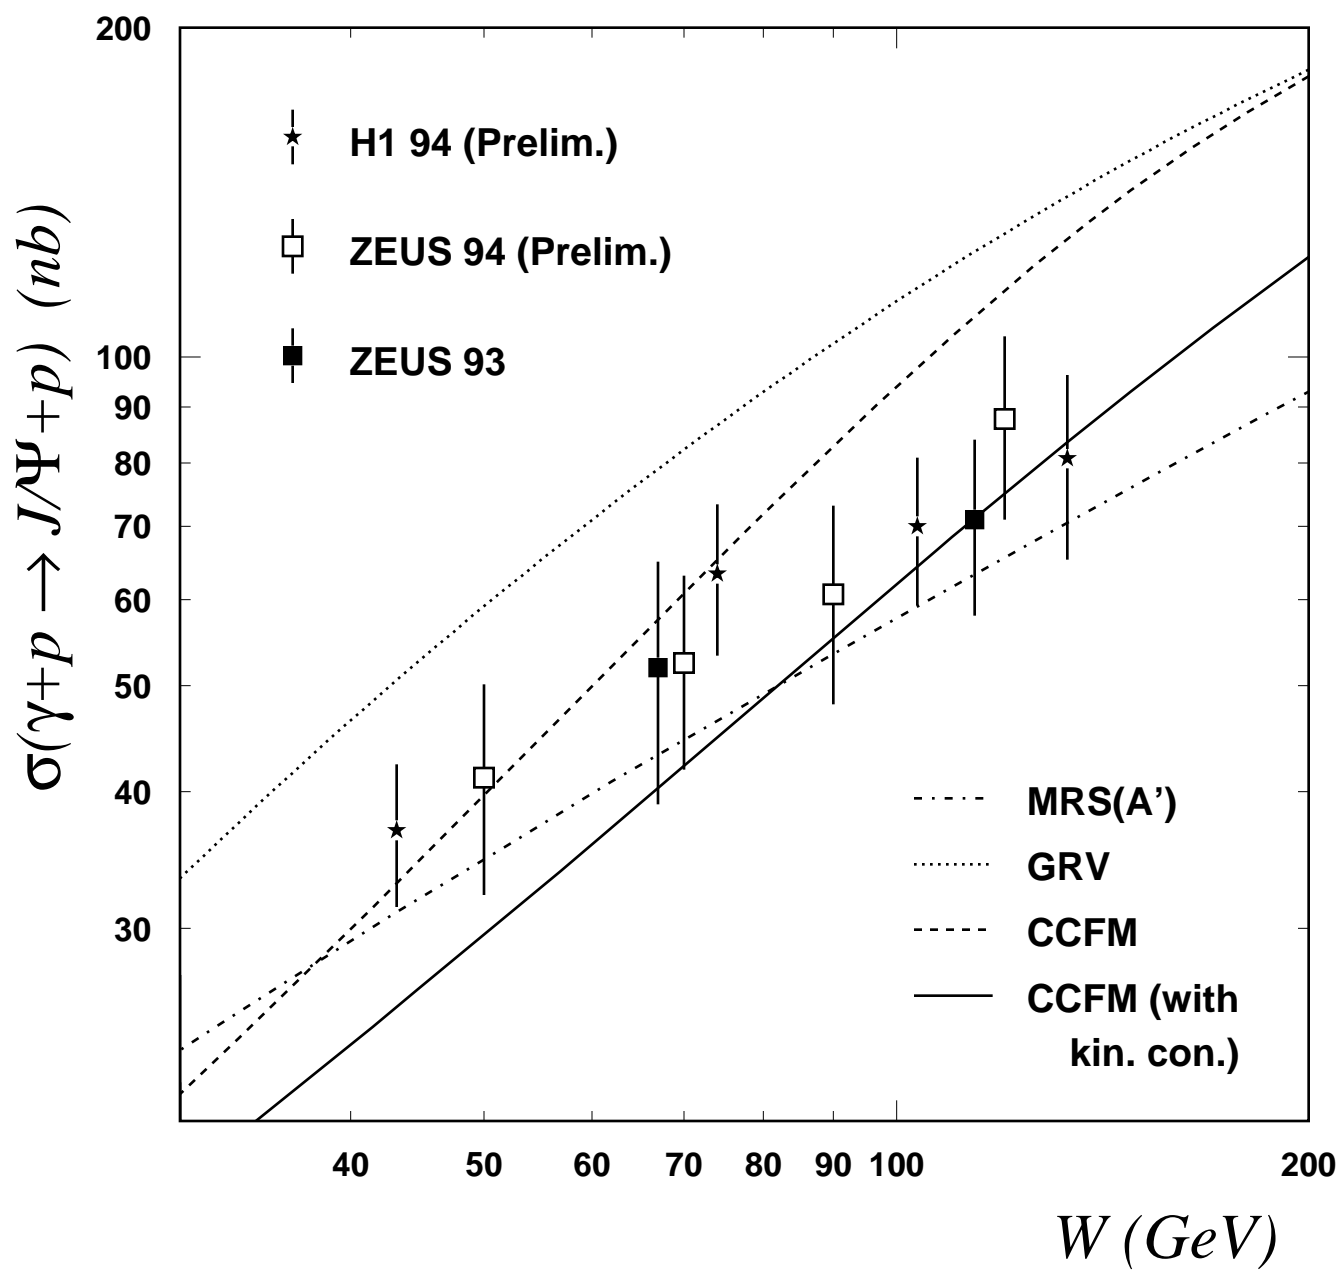 200
100
90
80
70
60
50
40
30
σ(γ+p → J/Ψ+p) (nb)
H1 94 (Prelim.)
ZEUS 94 (Prelim.)
ZEUS 93
MRS(A')
GRV
CCFM
CCFM (with
kin. con.)
40 50 60 70 80 90 100 200
W (GeV)